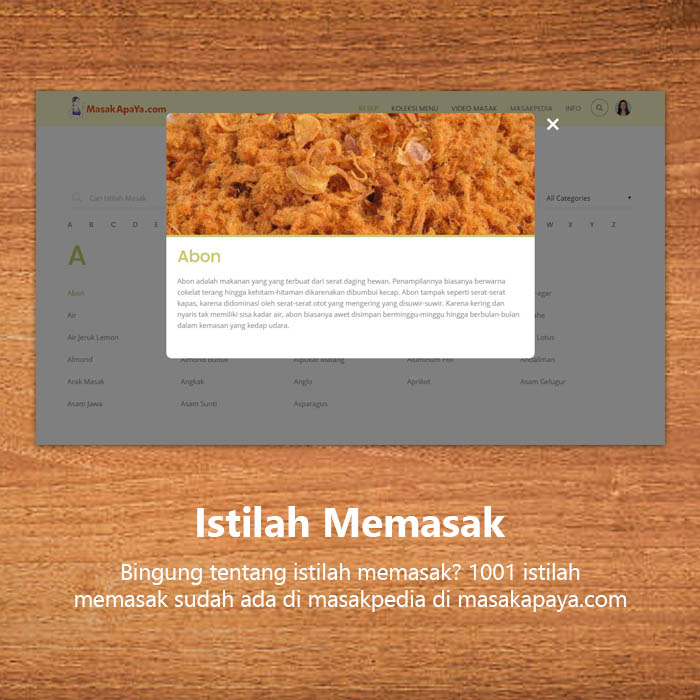 MasakApaYa.com
RESEP KOLEKSI MENU VIDEO MASAK MASAKPEDIA INFO
Cari Istilah Masak
All Categories
A B C D E
W X Y Z
A
Abon
Abon adalah makanan yang yang terbuat dari serat daging hewan. Penampilannya biasanya berwarna
cokelat terang hingga kehitam-hitaman dikarenakan dibumbui kecap. Abon tampak seperti serat-serat
kapas, karena didominasi oleh serat-serat otot yang mengering yang disuwir-suwir. Karena kering dan
nyaris tak memiliki sisa kadar air, abon biasanya awet disimpan berminggu-minggu hingga berbulan-bulan
dalam kemasan yang kedap udara.
Abon
Air
Air Jeruk Lemon Lotus
Almond Andaliman
Arak Masak Angkak Anglo Aprikot Asam Gelugur
Asam Jawa Asam Sunti Asparagus
Istilah Memasak
Bingung tentang istilah memasak? 1001 istilah
memasak sudah ada di masakpedia di masakapaya.com